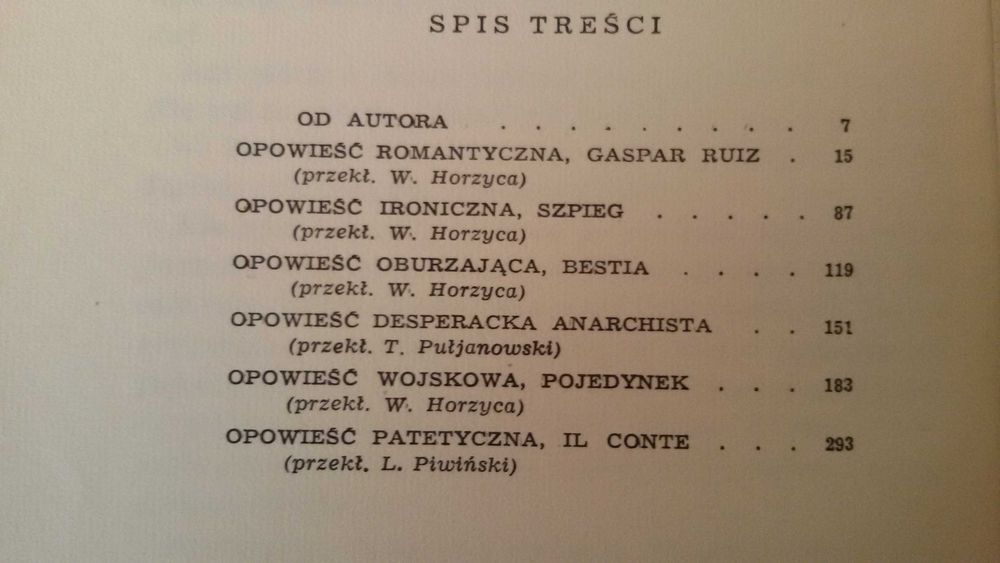 SPIS TREŚCI
OD AUTORA . . . . . . . . . 7
OPOWIEŚĆ ROMANTYCZNA, GASPAR RUIZ . 15
(przekł. W. Horzyca)
OPOWIEŚĆ IRONICZNA, SZPIEG . . . . . 87
(przekł. W. Horzyca)
OPOWIEŚĆ OBURZAJĄCA, BESTIA . . . . 119
(przekł. W. Horzyca)
OPOWIEŚĆ DESPERACKA ANARCHISTA . . 151
(przekł. T. Pułjanowski)
OPOWIEŚĆ WOJSKOWA, POJEDYNEK . . . 183
(przekł. W. Horzyca)
OPOWIEŚĆ PATETYCZNA, IL CONTE . . . 293
(przekł. L. Piwiński)